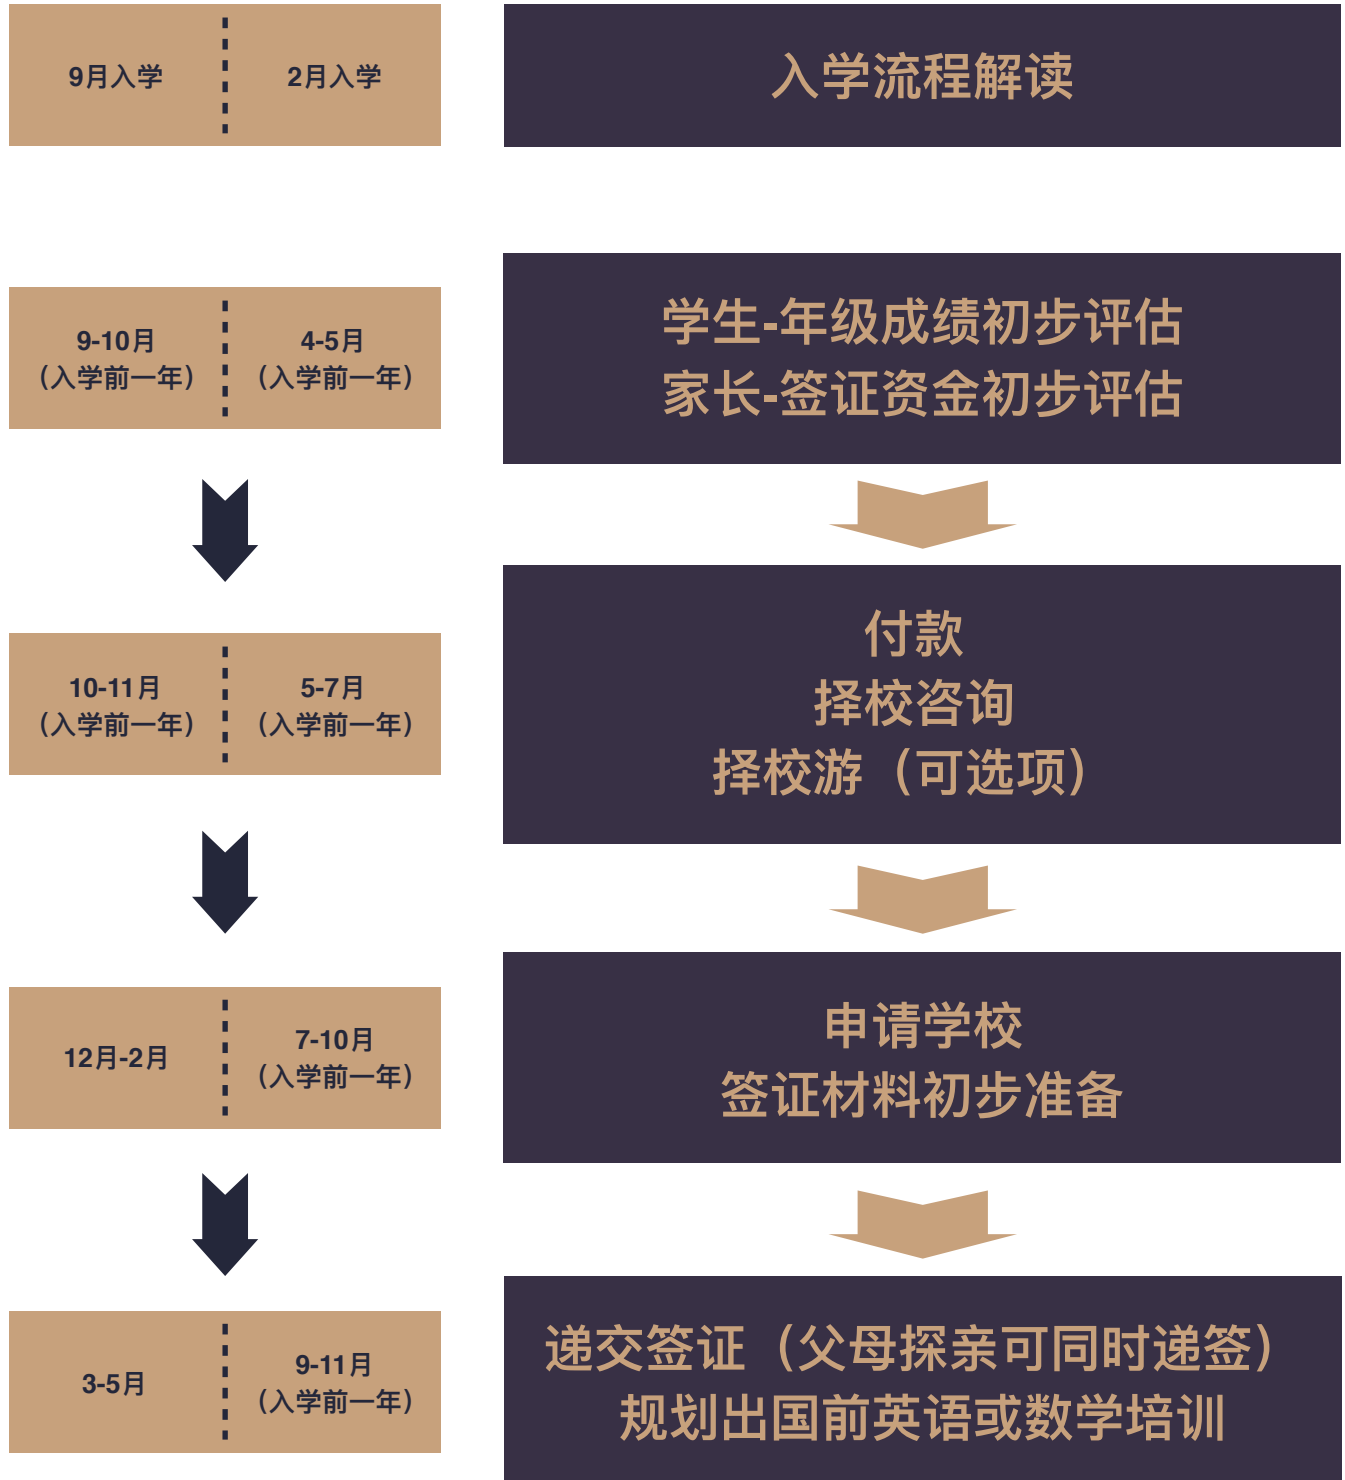 9月入学
2月入学
入学流程解读
9-10月
（入学前一年）
4-5月
（入学前一年）
学生-年级成绩初步评估
家长-签证资金初步评估
10-11月
（入学前一年）
5-7月
（入学前一年）
付款
择校咨询
择校游（可选项）
12月-2月
7-10月
（入学前一年）
申请学校
签证材料初步准备
3-5月
9-11月
（入学前一年）
递交签证（父母探亲可同时递签）
规划出国前英语或数学培训